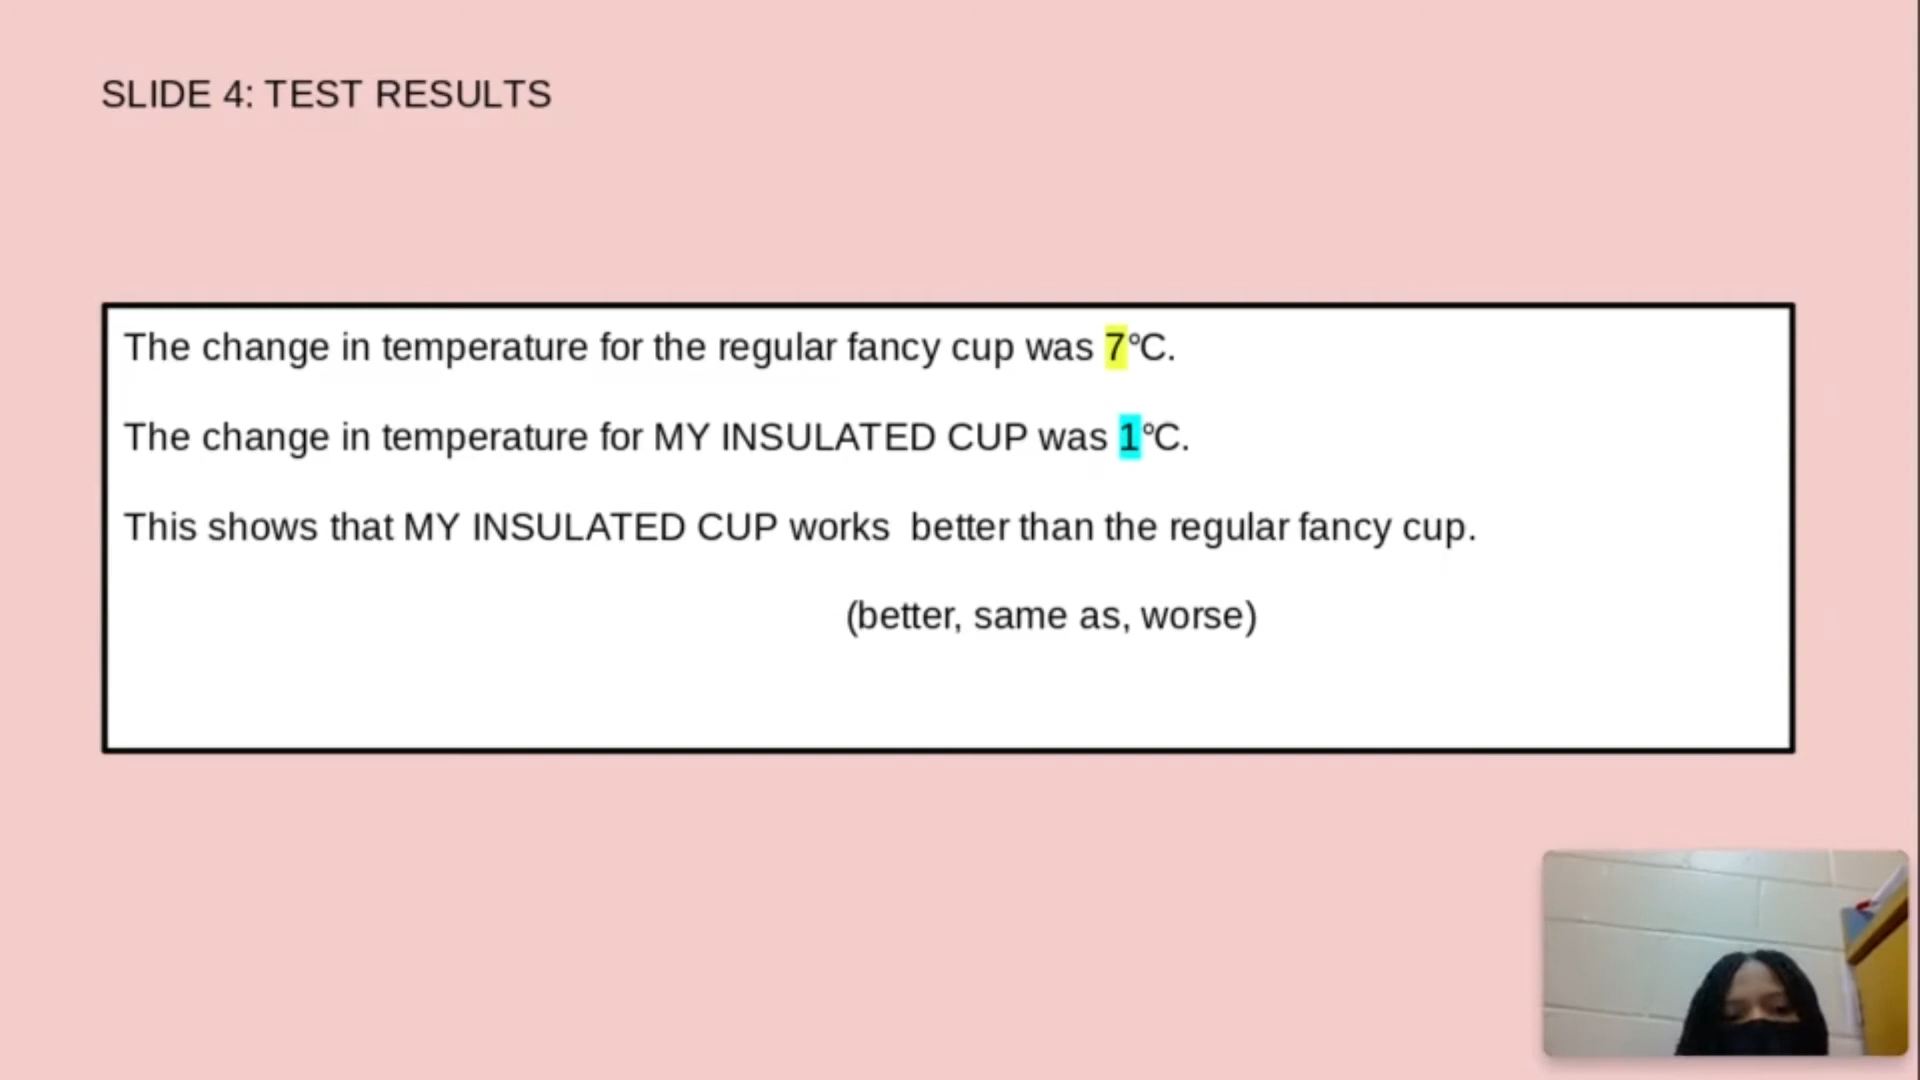 SLIDE 4: TEST RESULTS
The change in temperature for the regular fancy cup was 7°C.
The change in temperature for MY INSULATED CUP was 1°C.
This shows that MY INSULATED CUP works  better than the regular fancy cup.
(better, same as, worse)